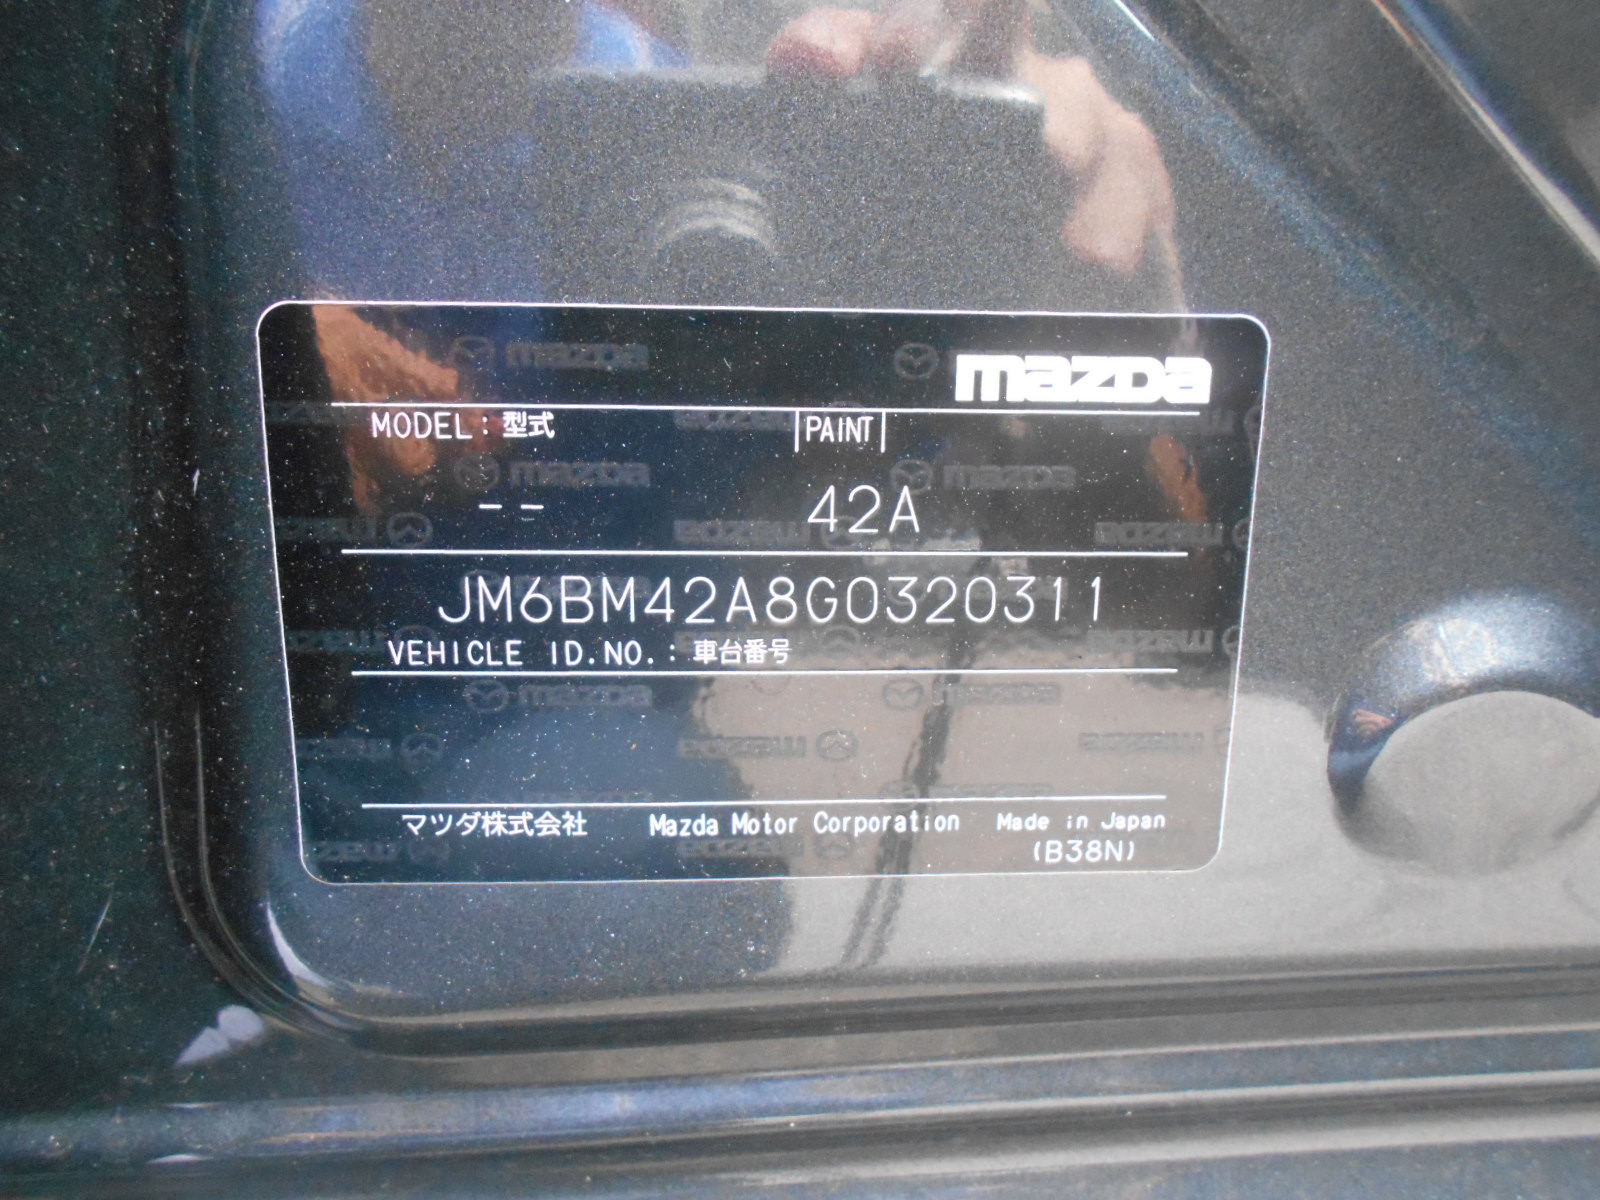 mazda
MODEL: 型式 |PAINT|
-- 42A
JM6BM42A8G0320311
VEHICLE ID.NO.: 車台番号
マツダ株式会社 Mazda Motor Corporation Made in Japan
(B38N)